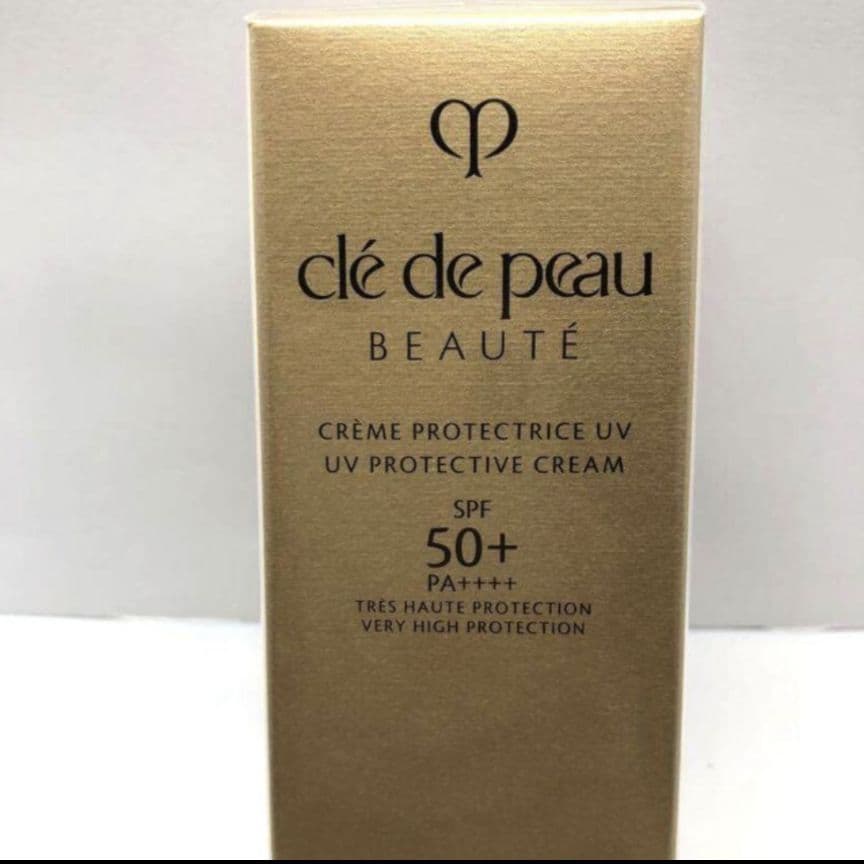 clé de peau
BEAUTÉ
CRÈME PROTECTRICE UV
UV PROTECTIVE CREAM
SPF
50+
PA++++
TRÈS HAUTE PROTECTION
VERY HIGH PROTECTION